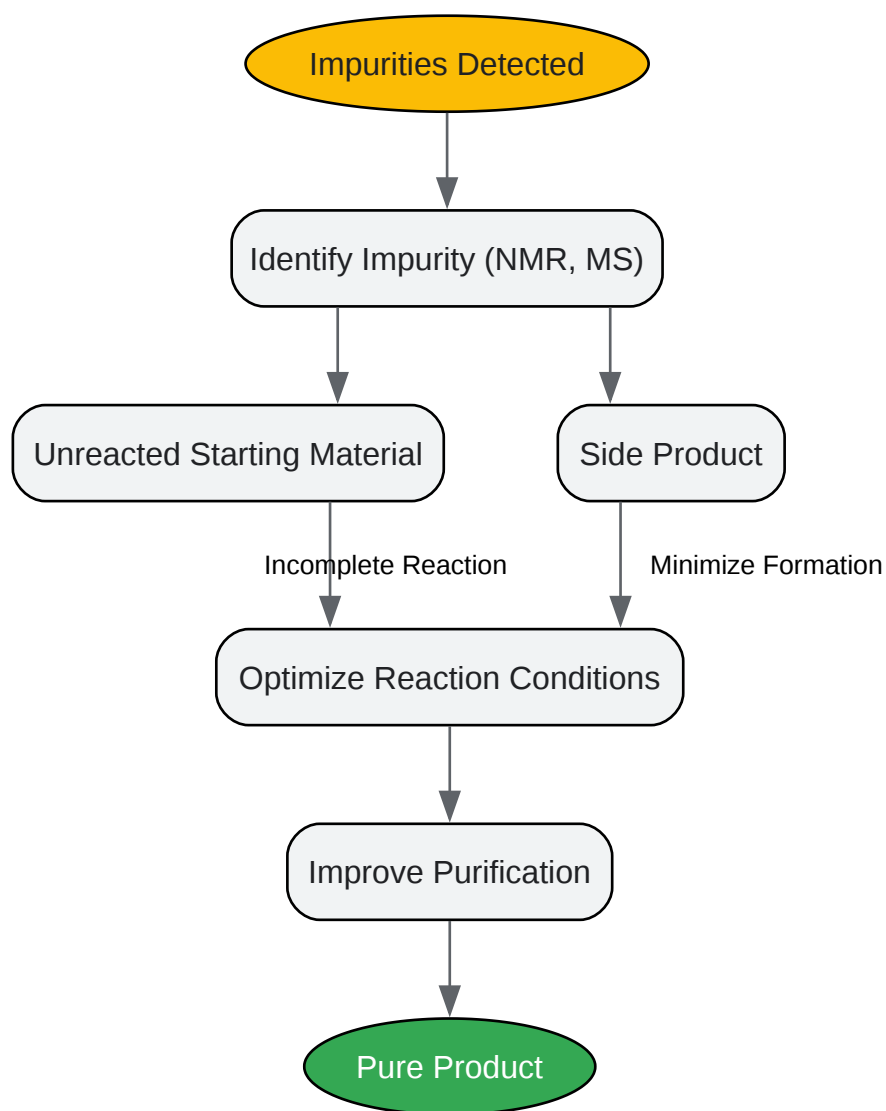 Impurities Detected
Identify Impurity (NMR, MS)
Unreacted Starting Material
Side Product
Incomplete Reaction
Minimize Formation
Optimize Reaction Conditions
Improve Purification
Pure Product